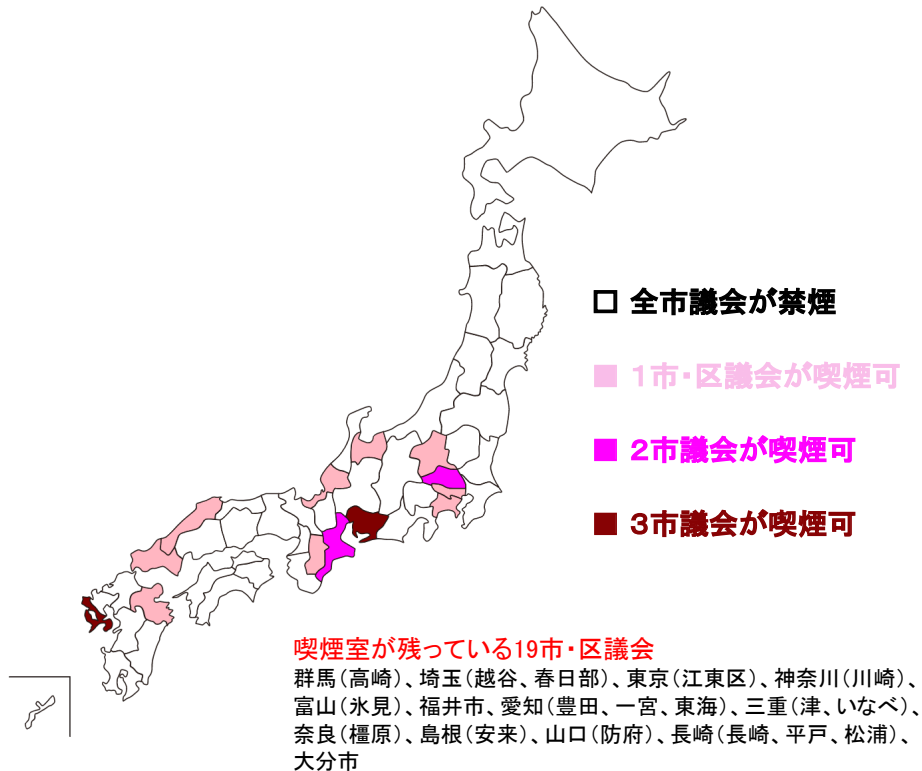 □ 全市議会が禁煙
■ 1市・区議会が喫煙可
■ 2市議会が喫煙可
■ 3市議会が喫煙可
喫煙室が残っている19市・区議会
群馬(高崎)、埼玉(越谷、春日部)、東京(江東区)、神奈川(川崎)、
富山(氷見)、福井市、愛知(豊田、一宮、東海)、三重(津、いなべ)、
奈良(橿原)、島根(安来)、山口(防府)、長崎(長崎、平戸、松浦)、
大分市